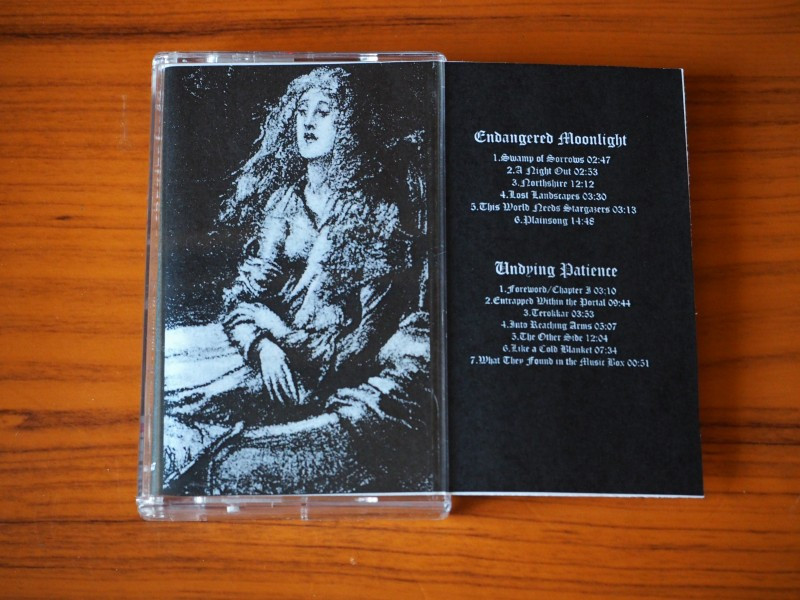 Endangered Moonlight
1.Swamp of Sorrows 02:47
2.A Night Out 02:53
3.Northshire 12:12
4.Lost Landscapes 03:30
5.This World Needs Stargazers 03:13
6.Plainsong 14:48
Undying Patience
1.Foreword/Chapter I 03:10
2.Entrapped Within the Portal 09:44
3.Terokkar 03:53
4.Into Reaching Arms 03:07
5.The Other Side 12:04
6.Like a Cold Blanket 07:34
7.What They Found in the Music Box 00:51